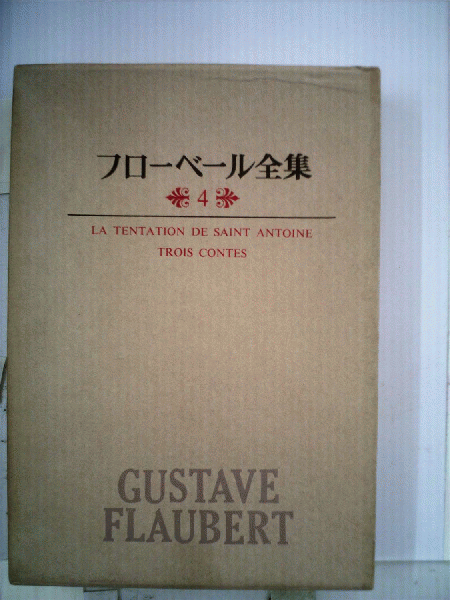 フローベール全集
4
LA TENTATION DE SAINT ANTOINE
TROIS CONTES
GUSTAVE
FLAUBERT